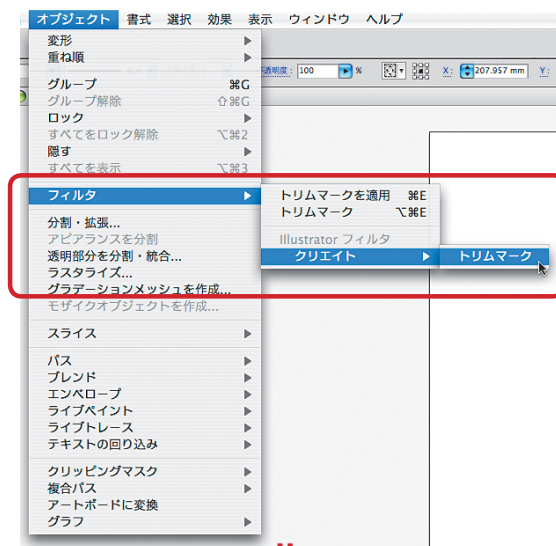 オブジェクト 書式 選択 効果 表示 ウィンドウ ヘルプ
変形
重ね順
不透明度: 100 % X: 207.957 mm Y:
グループ ⌘G
グループ解除 ⇧⌘G
ロック
すべてをロック解除 ⌥⌘2
隠す
すべてを表示 ⌥⌘3
フィルタ
トリムマークを適用 ⌘E
トリムマーク ⌥⌘E
Illustrator フィルタ
クリエイト
トリムマーク
分割・拡張...
アピアランスを分割
透明部分を分割・統合...
ラスタライズ...
グラデーションメッシュを作成...
モザイクオブジェクトを作成...
スライス
パス
ブレンド
エンベロープ
ライブペイント
ライブトレース
テキストの回り込み
クリッピングマスク
複合パス
アートボードに変換
グラフ